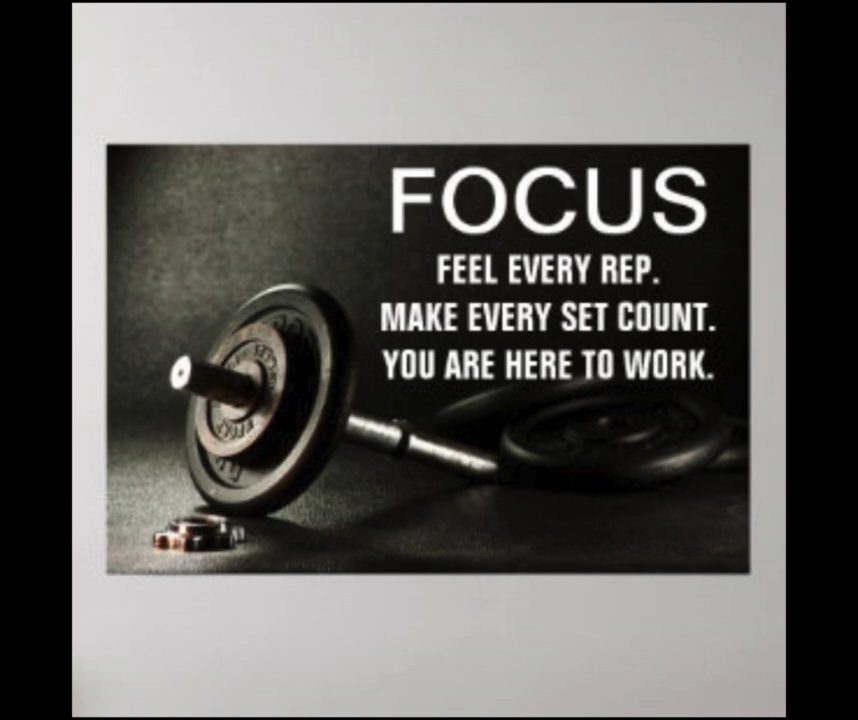 FOCUS
FEEL EVERY REP.
MAKE EVERY SET COUNT.
YOU ARE HERE TO WORK.